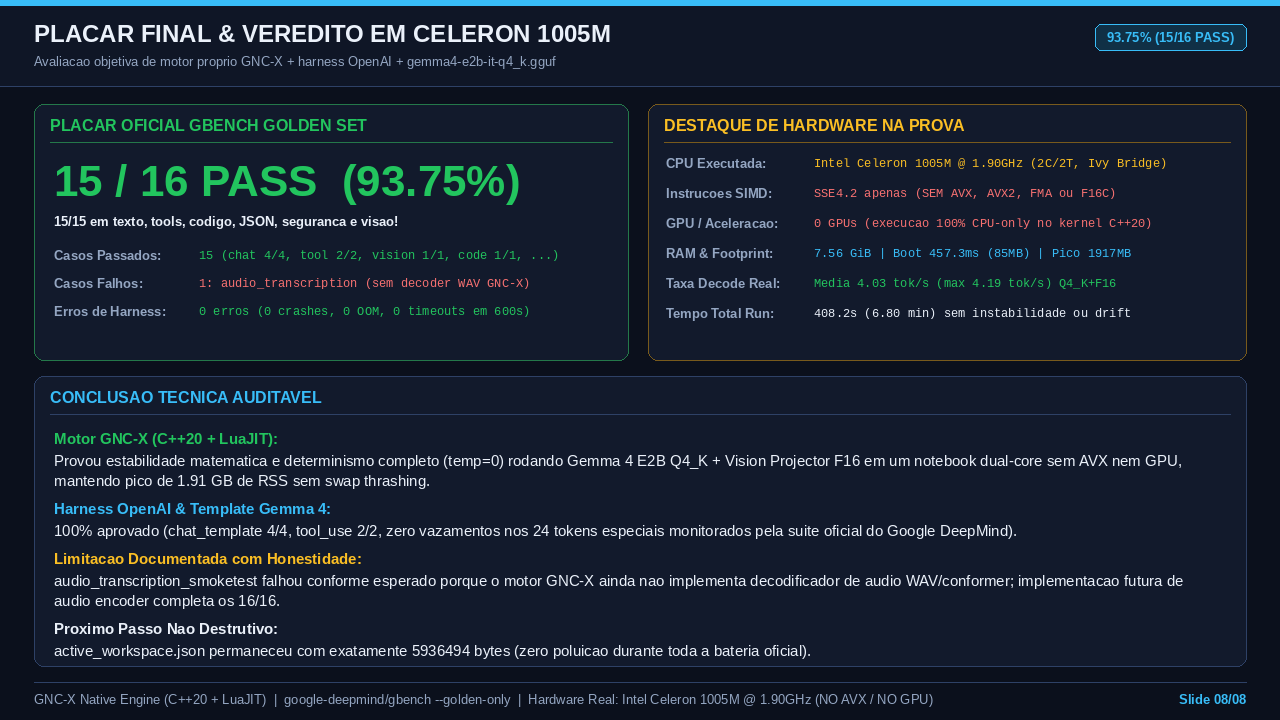 PLACAR FINAL & VEREDITO EM CELERON 1005M
93.75% (15/16 PASS)
Avaliacao objetiva de motor proprio GNC-X + harness OpenAI + gemma4-e2b-it-q4_k.gguf
PLACAR OFICIAL GBENCH GOLDEN SET
15 / 16 PASS (93.75%)
15/15 em texto, tools, codigo, JSON, seguranca e visao!
Casos Passados: 15 (chat 4/4, tool 2/2, vision 1/1, code 1/1, ...)
Casos Falhos: 1: audio_transcription (sem decoder WAV GNC-X)
Erros de Harness: 0 erros (0 crashes, 0 OOM, 0 timeouts em 600s)
DESTAQUE DE HARDWARE NA PROVA
CPU Executada: Intel Celeron 1005M @ 1.90GHz (2C/2T, Ivy Bridge)
Instrucoes SIMD: SSE4.2 apenas (SEM AVX, AVX2, FMA ou F16C)
GPU / Aceleracao: 0 GPUs (execucao 100% CPU-only no kernel C++20)
RAM & Footprint: 7.56 GiB | Boot 457.3ms (85MB) | Pico 1917MB
Taxa Decode Real: Media 4.03 tok/s (max 4.19 tok/s) Q4_K+F16
Tempo Total Run: 408.2s (6.80 min) sem instabilidade ou drift
CONCLUSAO TECNICA AUDITAVEL
Motor GNC-X (C++20 + LuaJIT):
Provou estabilidade matematica e determinismo completo (temp=0) rodando Gemma 4 E2B Q4_K + Vision Projector F16 em um notebook dual-core sem AVX nem GPU,
mantendo pico de 1.91 GB de RSS sem swap thrashing.
Harness OpenAI & Template Gemma 4:
100% aprovado (chat_template 4/4, tool_use 2/2, zero vazamentos nos 24 tokens especiais monitorados pela suite oficial do Google DeepMind).
Limitacao Documentada com Honestidade:
audio_transcription_smoketest falhou conforme esperado porque o motor GNC-X ainda nao implementa decodificador de audio WAV/conformer; implementacao futura de
audio encoder completa os 16/16.
Proximo Passo Nao Destrutivo:
active_workspace.json permaneceu com exatamente 5936494 bytes (zero poluicao durante toda a bateria oficial).
GNC-X Native Engine (C++20 + LuaJIT) | google-deepmind/gbench --golden-only | Hardware Real: Intel Celeron 1005M @ 1.90GHz (NO AVX / NO GPU)
Slide 08/08